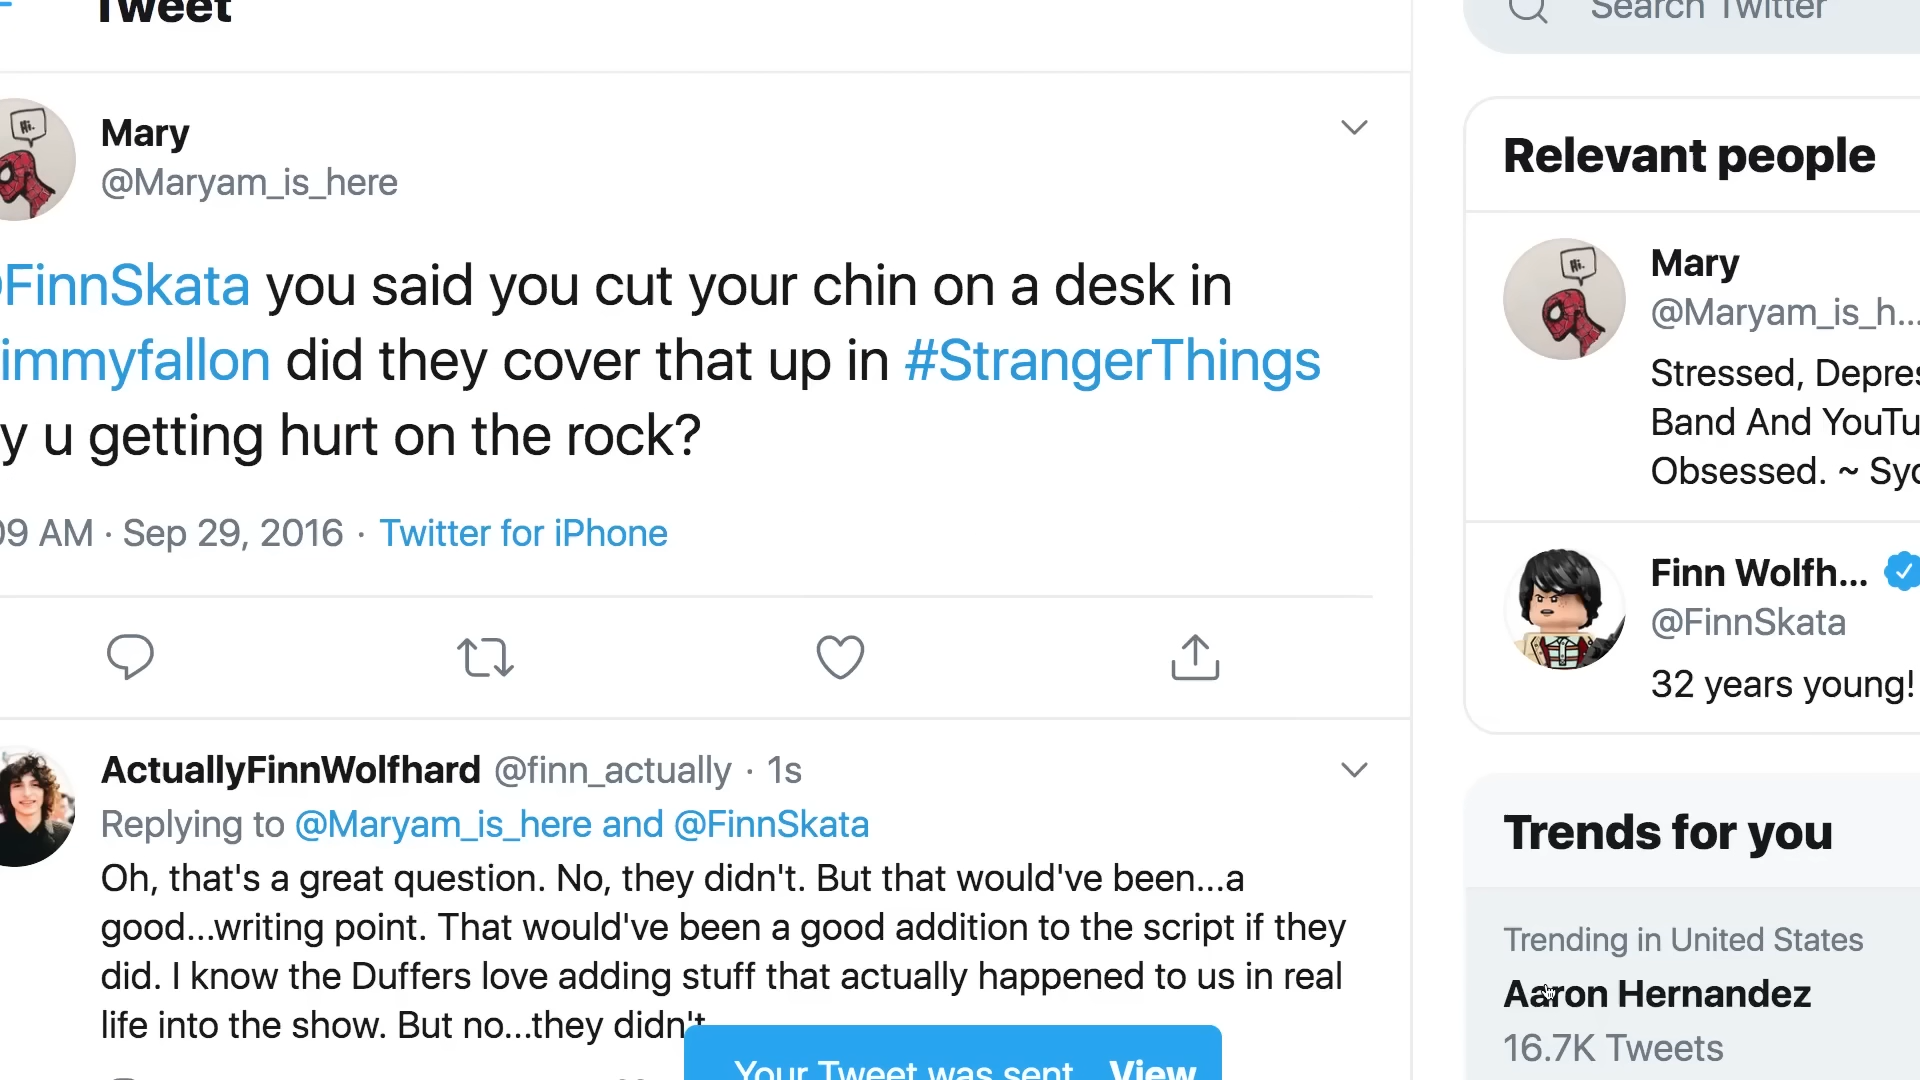 Tweet
Search Twitter
Mary
@Maryam_is_here
FinnSkata you said you cut your chin on a desk in
immyfallon did they cover that up in #StrangerThings
y u getting hurt on the rock?
09 AM · Sep 29, 2016 · Twitter for iPhone
ActuallyFinnWolfhard @finn_actually · 1s
Replying to @Maryam_is_here and @FinnSkata
Oh, that's a great question. No, they didn't. But that would've been...a
good...writing point. That would've been a good addition to the script if they
did. I know the Duffers love adding stuff that actually happened to us in real
life into the show. But no...they didn't
Your Tweet was sent View
Relevant people
Hi.
Mary
@Maryam_is_h...
Stressed, Depres
Band And YouTu
Obsessed. ~ Syd
Finn Wolfh...
@FinnSkata
32 years young!
Trends for you
Trending in United States
Aaron Hernandez
16.7K Tweets